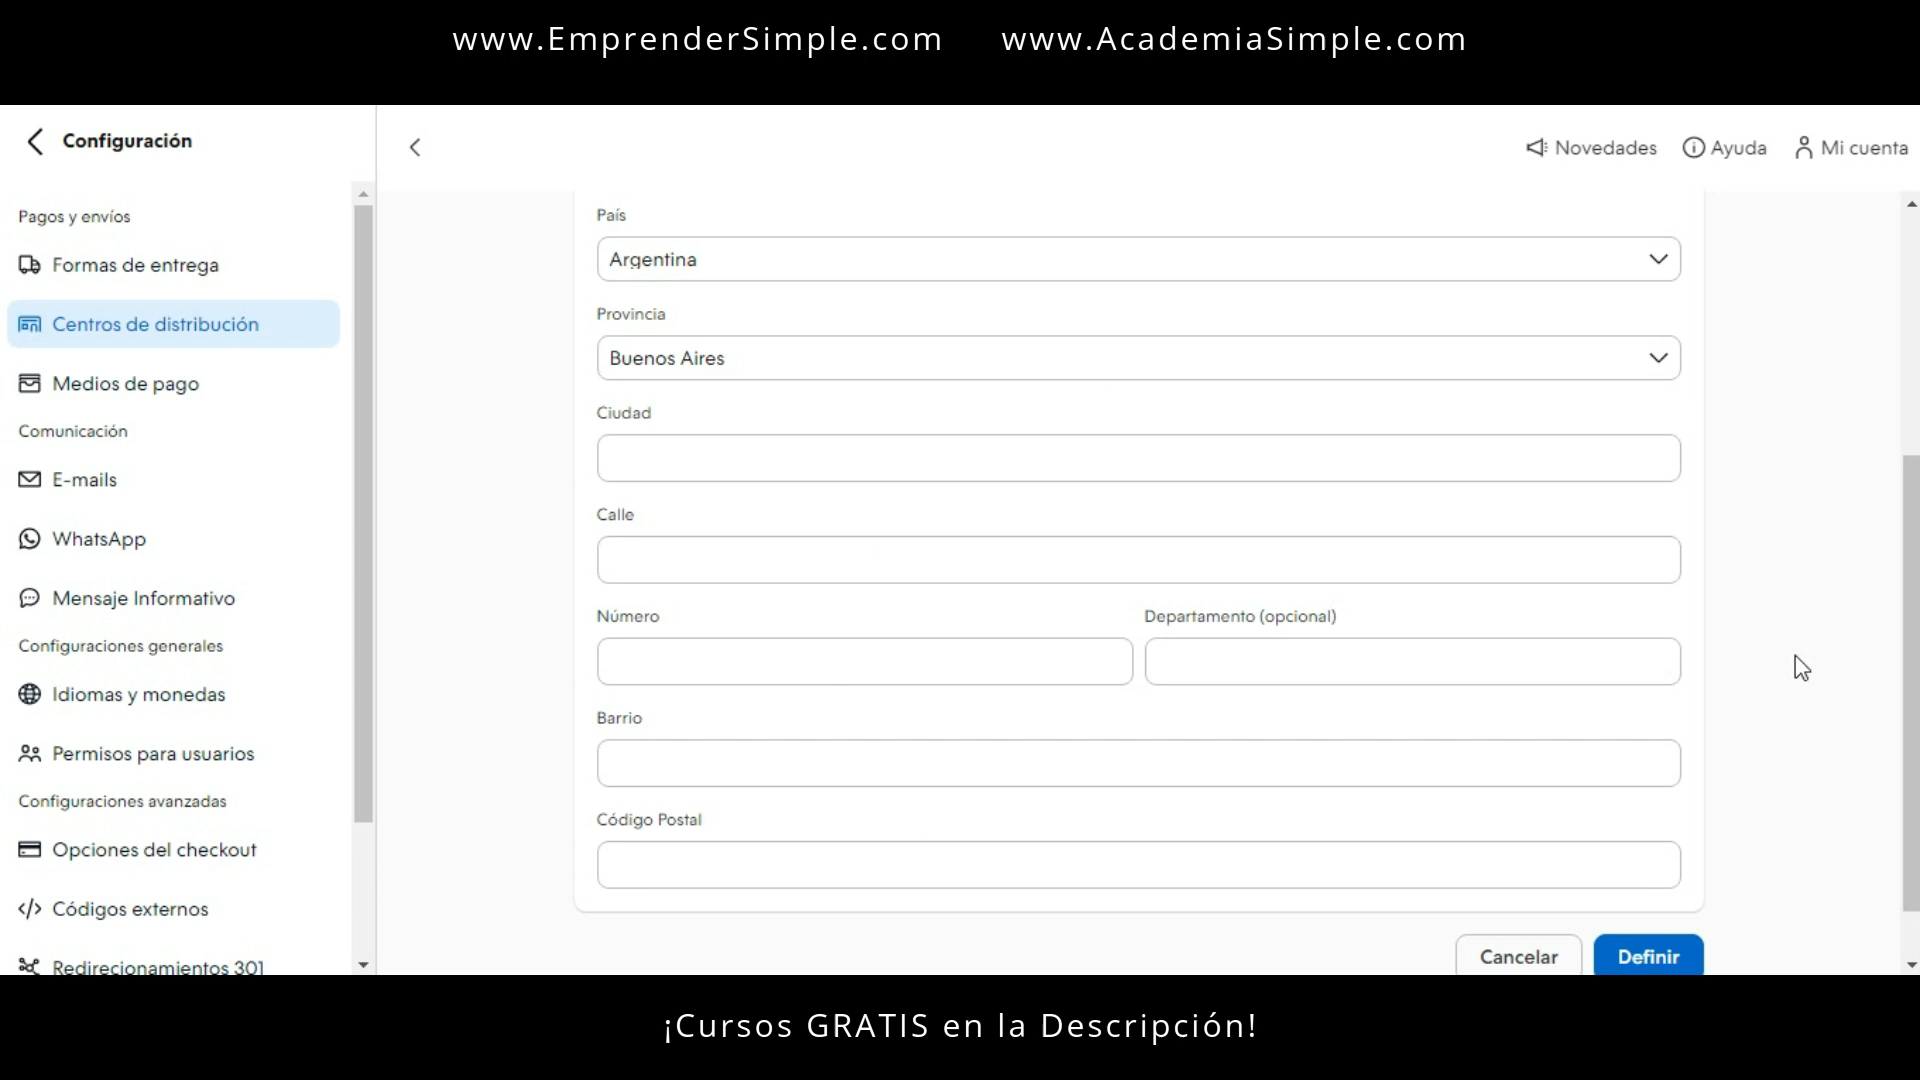 www.EmprenderSimple.com www.AcademiaSimple.com
Configuración
Novedades Ayuda Mi cuenta
Pagos y envíos
Formas de entrega
Centros de distribución
Medios de pago
Comunicación
E-mails
WhatsApp
Mensaje Informativo
Configuraciones generales
Idiomas y monedas
Permisos para usuarios
Configuraciones avanzadas
Opciones del checkout
Códigos externos
Redirecionamientos 301
País
Argentina
Provincia
Buenos Aires
Ciudad
Calle
Número Departamento (opcional)
Barrio
Código Postal
Cancelar Definir
¡Cursos GRATIS en la Descripción!